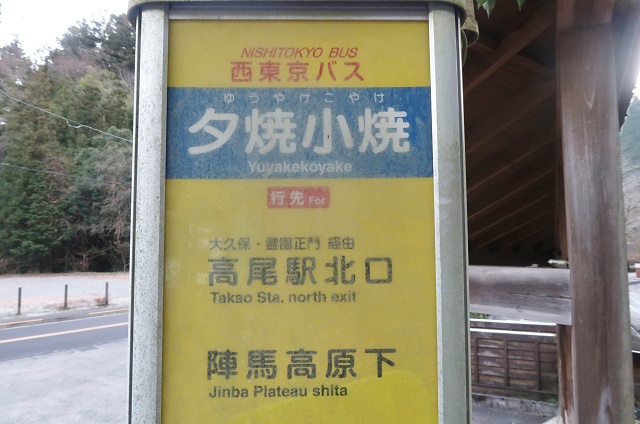 NISHITOKYO BUS
西東京バス
ゆうやけこやけ
夕焼小焼
Yuyakekoyake
行先 For
大久保・霊園正門 経由
高尾駅北口
Takao Sta. north exit
陣馬高原下
Jinba Plateau shita